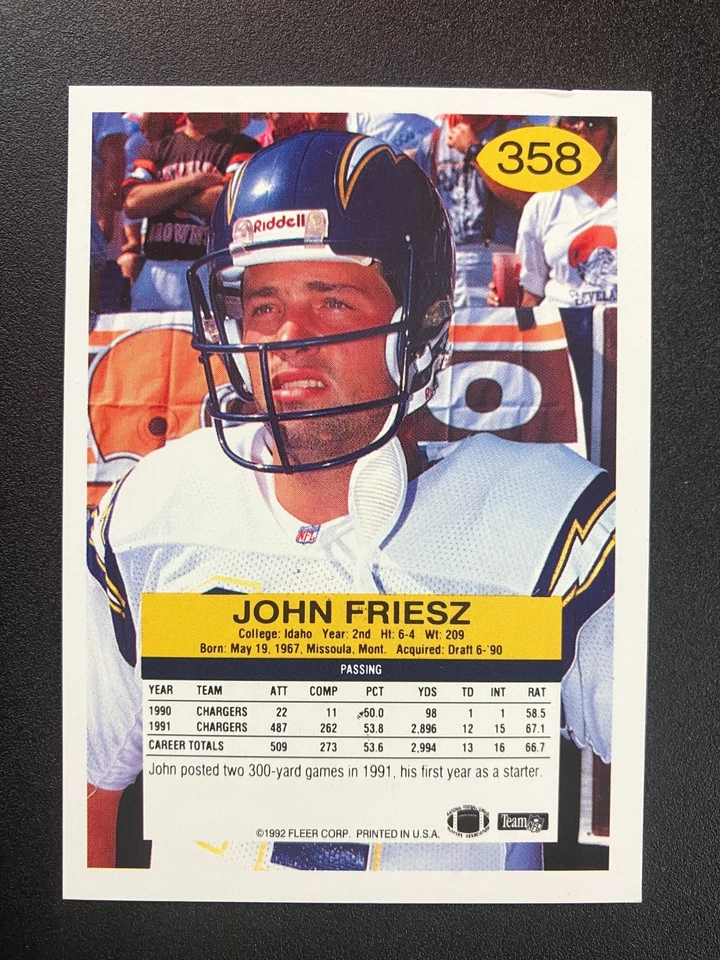 358
Riddell
OWNS
CLEVELA
NFL
JOHN FRIESZ
College: Idaho Year: 2nd Ht: 6-4 Wt: 209
Born: May 19, 1967, Missoula, Mont. Acquired: Draft 6-'90
PASSING
YEAR TEAM ATT COMP PCT YDS TD INT RAT
1990 CHARGERS 22 11 50.0 98 1 1 58.5
1991 CHARGERS 487 262 53.8 2,896 12 15 67.1
CAREER TOTALS 509 273 53.6 2,994 13 16 66.7
John posted two 300-yard games in 1991, his first year as a starter.
Team NFL
©1992 FLEER CORP. PRINTED IN U.S.A.